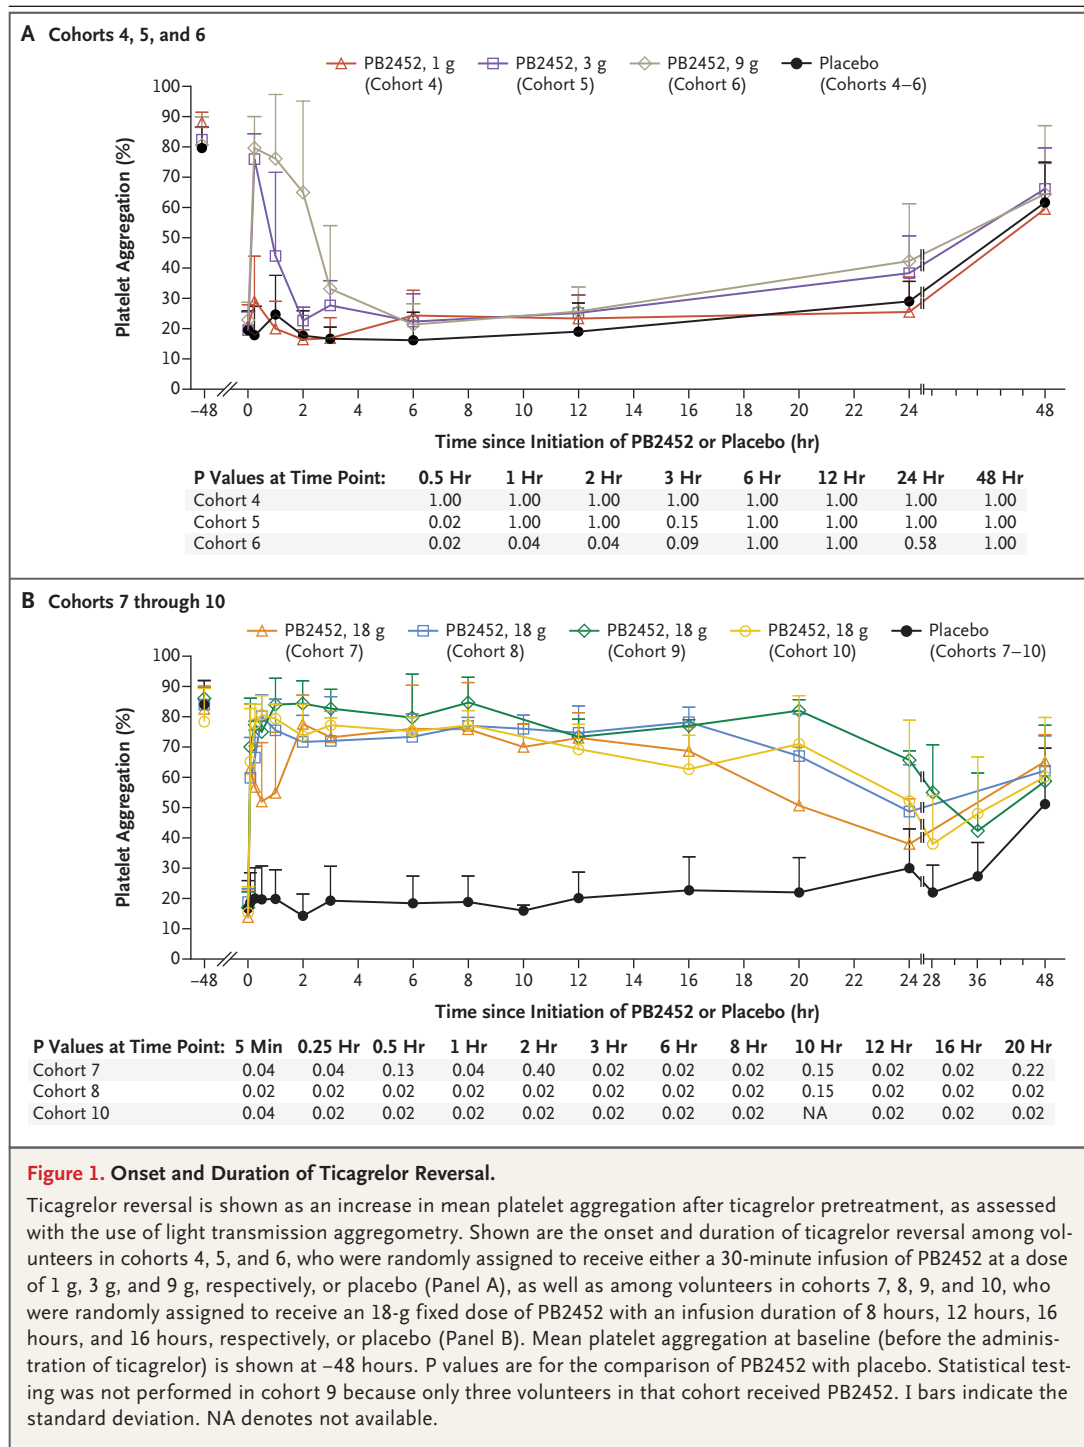 A Cohorts 4, 5, and 6
PB2452, 1 g
(Cohort 4)
PB2452, 3 g
(Cohort 5)
PB2452, 9 g
(Cohort 6)
Placebo
(Cohorts 4–6)
Platelet Aggregation (%)
100
90
80
70
60
50
40
30
20
10
0
–48 0 2 4 6 8 10 12 14 16 18 20 22 24 48
Time since Initiation of PB2452 or Placebo (hr)
P Values at Time Point: 0.5 Hr 1 Hr 2 Hr 3 Hr 6 Hr 12 Hr 24 Hr 48 Hr
Cohort 4 1.00 1.00 1.00 1.00 1.00 1.00 1.00 1.00
Cohort 5 0.02 1.00 1.00 0.15 1.00 1.00 1.00 1.00
Cohort 6 0.02 0.04 0.04 0.09 1.00 1.00 0.58 1.00
B Cohorts 7 through 10
PB2452, 18 g
(Cohort 7)
PB2452, 18 g
(Cohort 8)
PB2452, 18 g
(Cohort 9)
PB2452, 18 g
(Cohort 10)
Placebo
(Cohorts 7–10)
Platelet Aggregation (%)
100
90
80
70
60
50
40
30
20
10
0
–48 0 2 4 6 8 10 12 14 16 18 20 22 24 28 36 48
Time since Initiation of PB2452 or Placebo (hr)
P Values at Time Point: 5 Min 0.25 Hr 0.5 Hr 1 Hr 2 Hr 3 Hr 6 Hr 8 Hr 10 Hr 12 Hr 16 Hr 20 Hr
Cohort 7 0.04 0.04 0.13 0.04 0.40 0.02 0.02 0.02 0.15 0.02 0.02 0.22
Cohort 8 0.02 0.02 0.02 0.02 0.02 0.02 0.02 0.02 0.15 0.02 0.02 0.02
Cohort 10 0.04 0.02 0.02 0.02 0.02 0.02 0.02 0.02 NA 0.02 0.02 0.02
Figure 1. Onset and Duration of Ticagrelor Reversal.
Ticagrelor reversal is shown as an increase in mean platelet aggregation after ticagrelor pretreatment, as assessed
with the use of light transmission aggregometry. Shown are the onset and duration of ticagrelor reversal among vol-
unteers in cohorts 4, 5, and 6, who were randomly assigned to receive either a 30-minute infusion of PB2452 at a dose
of 1 g, 3 g, and 9 g, respectively, or placebo (Panel A), as well as among volunteers in cohorts 7, 8, 9, and 10, who
were randomly assigned to receive an 18-g fixed dose of PB2452 with an infusion duration of 8 hours, 12 hours, 16
hours, and 16 hours, respectively, or placebo (Panel B). Mean platelet aggregation at baseline (before the adminis-
tration of ticagrelor) is shown at –48 hours. P values are for the comparison of PB2452 with placebo. Statistical test-
ing was not performed in cohort 9 because only three volunteers in that cohort received PB2452. I bars indicate the
standard deviation. NA denotes not available.